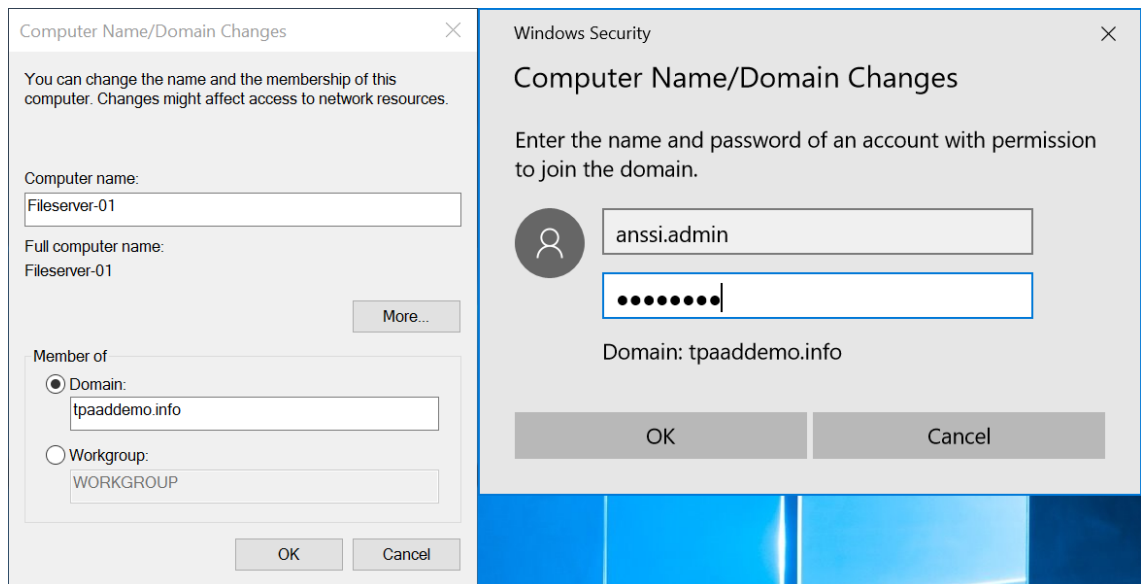 Computer Name/Domain Changes
You can change the name and the membership of this
computer. Changes might affect access to network resources.
Computer name:
Fileserver-01
Full computer name:
Fileserver-01
More...
Member of
Domain:
tpaaddemo.info
Workgroup:
WORKGROUP
OK
Cancel
Windows Security
Computer Name/Domain Changes
Enter the name and password of an account with permission
to join the domain.
anssi.admin
●●●●●●●●
Domain: tpaaddemo.info
OK
Cancel